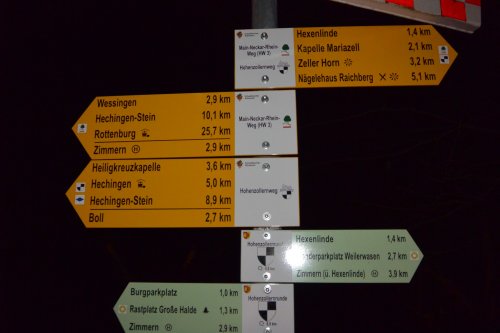 Main-Neckar-Rhein-
Weg (HW 3)
Hohenzollernweg
Hexenlinde 1,4 km
Kapelle Mariazell 2,1 km
Zeller Horn 3,2 km
Nägelehaus Raichberg 5,1 km
Wessingen 2,9 km
Hechingen-Stein 10,1 km
Rottenburg 25,7 km
Zimmern H 2,9 km
Main-Neckar-Rhein-
Weg (HW 3)
Heiligkreuzkapelle 3,6 km
Hechingen 5,0 km
Hechingen-Stein 8,9 km
Boll 2,7 km
Hohenzollernweg
Hexenlinde 1,4 km
Weilerwasen 2,7 km
Zimmern (ü. Hexenlinde) H 3,9 km
Burgparkplatz 1,0 km
Rastplatz Große Halde 1,3 km
Zimmern H 2,9 km